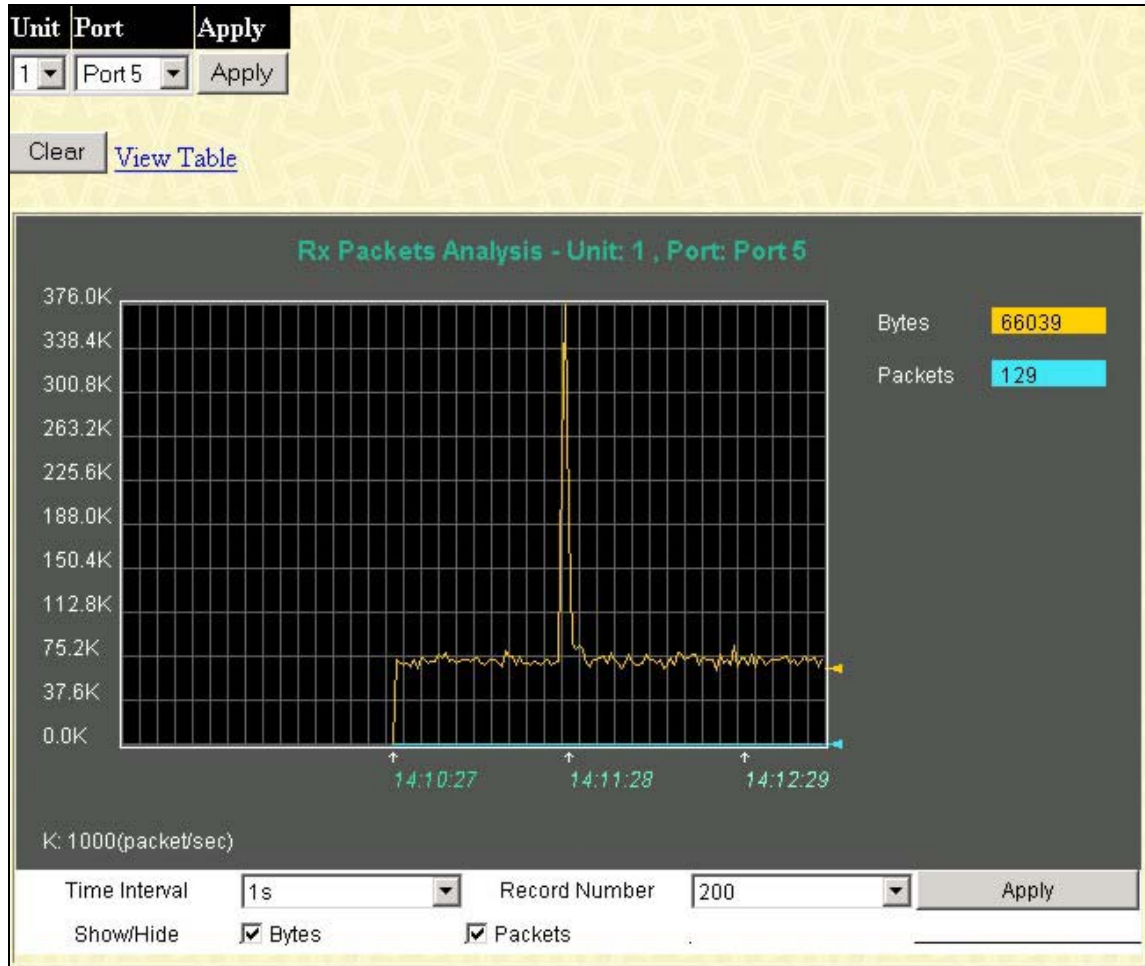 Unit Port Apply
1 Port 5 Apply
Clear View Table
Rx Packets Analysis - Unit: 1 , Port: Port 5
376.0K
338.4K
300.8K
263.2K
225.6K
188.0K
150.4K
112.8K
75.2K
37.6K
0.0K
Bytes 66039
Packets 129
14:10:27 14:11:28 14:12:29
K: 1000(packet/sec)
Time Interval 1s Record Number 200 Apply
Show/Hide Bytes Packets .